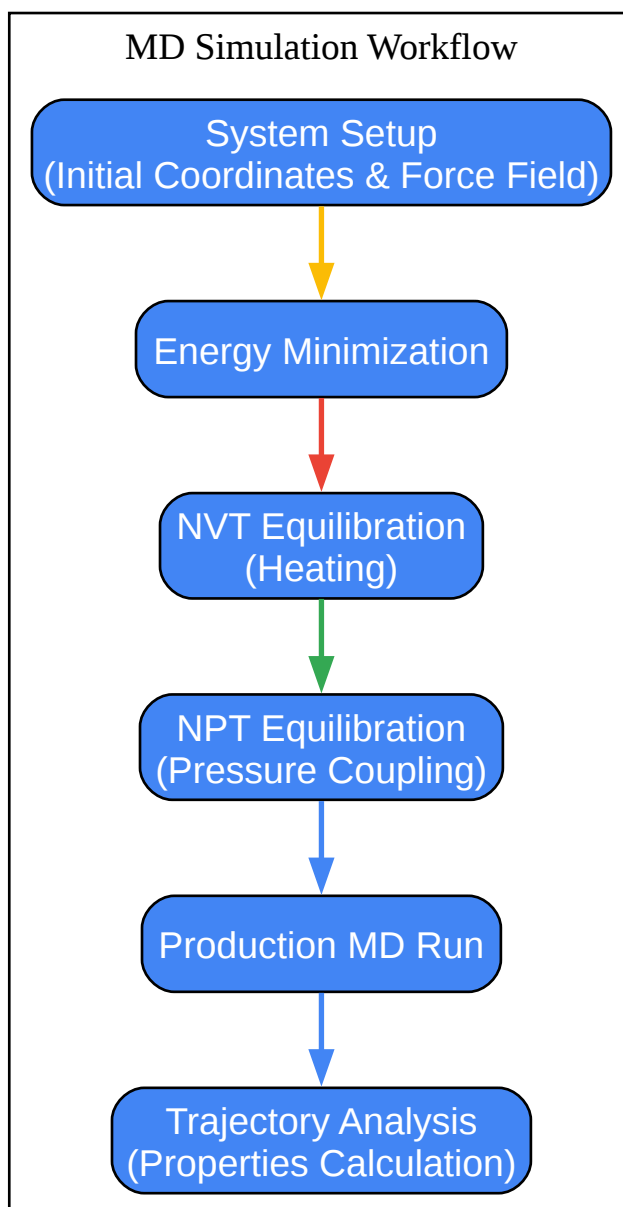 MD Simulation Workflow
System Setup
(Initial Coordinates & Force Field)
Energy Minimization
NVT Equilibration
(Heating)
NPT Equilibration
(Pressure Coupling)
Production MD Run
Trajectory Analysis
(Properties Calculation)